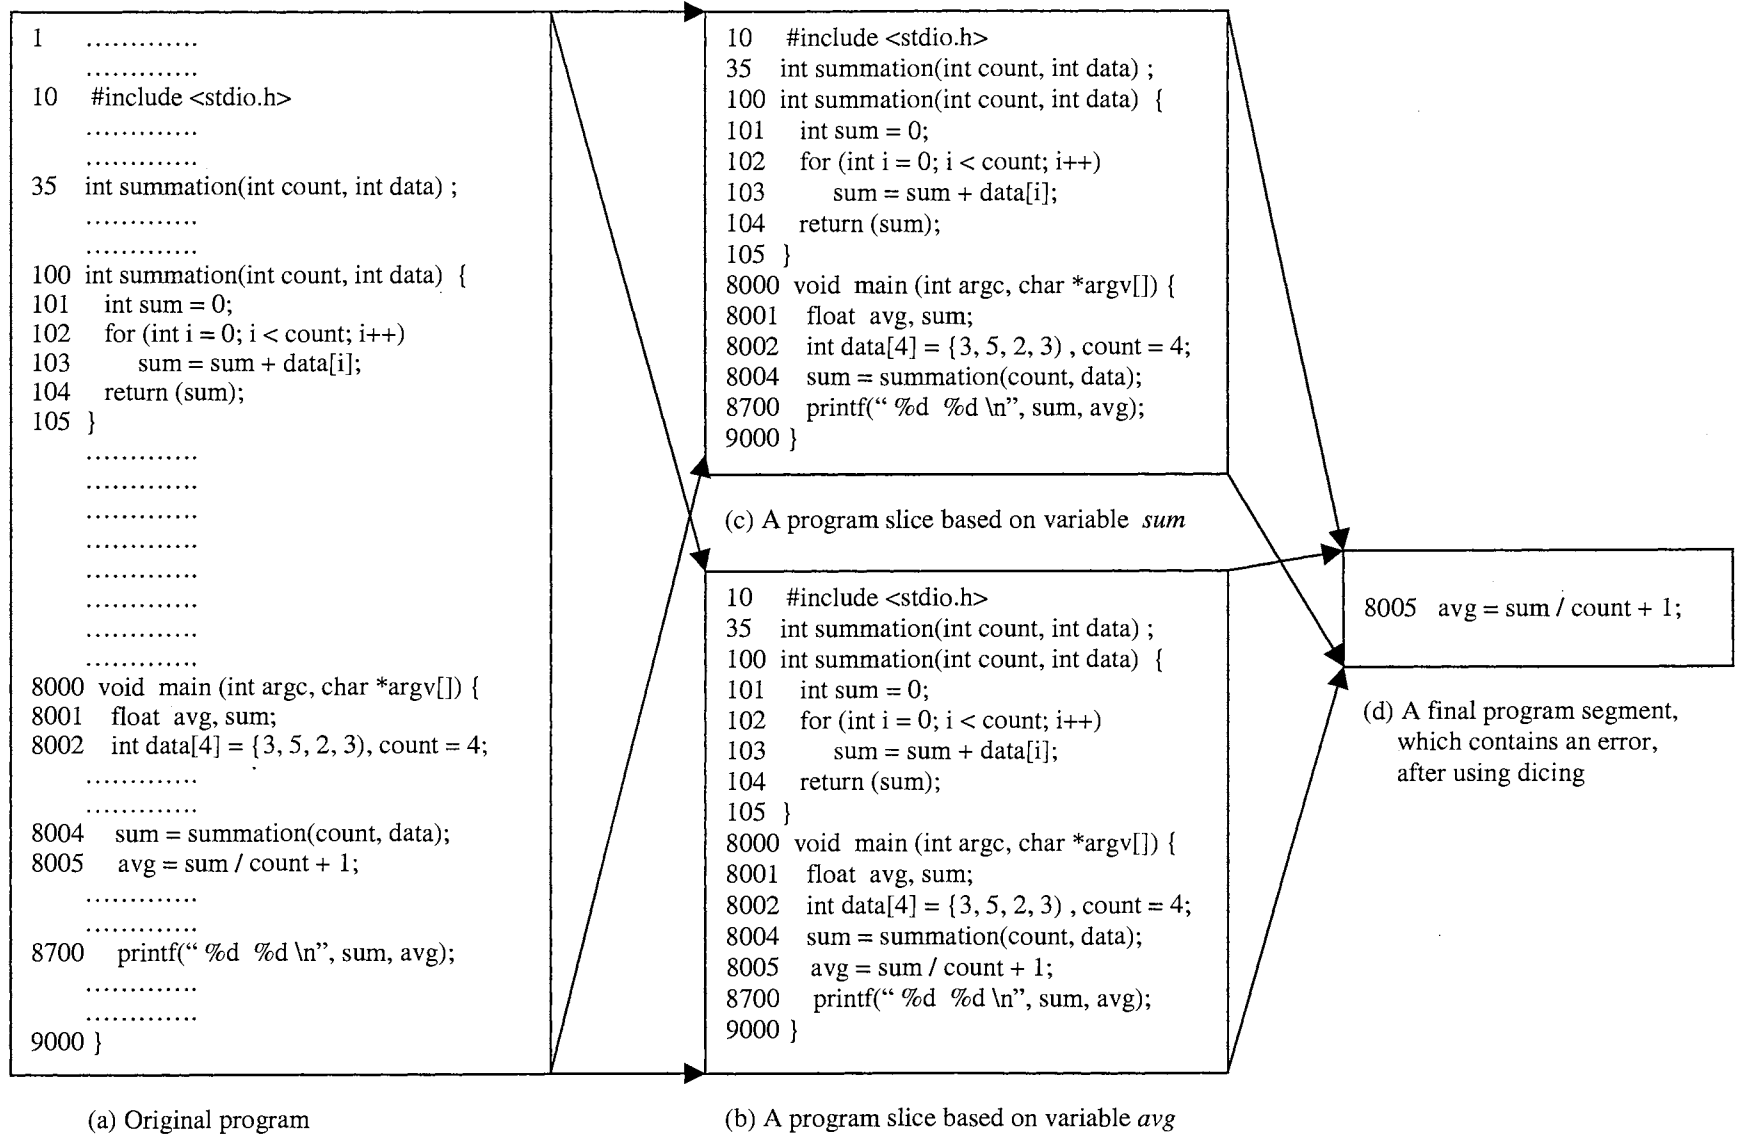 1 .............
.............
10 #include <stdio.h>
.............
.............
35 int summation(int count, int data) ;
.............
.............
100 int summation(int count, int data) {
101 int sum = 0;
102 for (int i = 0; i < count; i++)
103 sum = sum + data[i];
104 return (sum);
105 }
.............
.............
.............
.............
.............
.............
.............
.............
8000 void main (int argc, char *argv[]) {
8001 float avg, sum;
8002 int data[4] = {3, 5, 2, 3), count = 4;
.............
.............
8004 sum = summation(count, data);
8005 avg = sum / count + 1;
.............
.............
8700 printf(“ %d %d \n”, sum, avg);
.............
.............
9000 }
(a) Original program
10 #include <stdio.h>
35 int summation(int count, int data) ;
100 int summation(int count, int data) {
101 int sum = 0;
102 for (int i = 0; i < count; i++)
103 sum = sum + data[i];
104 return (sum);
105 }
8000 void main (int argc, char *argv[]) {
8001 float avg, sum;
8002 int data[4] = {3, 5, 2, 3) , count = 4;
8004 sum = summation(count, data);
8700 printf(“ %d %d \n”, sum, avg);
9000 }
(c) A program slice based on variable sum
10 #include <stdio.h>
35 int summation(int count, int data) ;
100 int summation(int count, int data) {
101 int sum = 0;
102 for (int i = 0; i < count; i++)
103 sum = sum + data[i];
104 return (sum);
105 }
8000 void main (int argc, char *argv[]) {
8001 float avg, sum;
8002 int data[4] = {3, 5, 2, 3) , count = 4;
8004 sum = summation(count, data);
8005 avg = sum / count + 1;
8700 printf(“ %d %d \n”, sum, avg);
9000 }
(b) A program slice based on variable avg
8005 avg = sum / count + 1;
(d) A final program segment,
which contains an error,
after using dicing